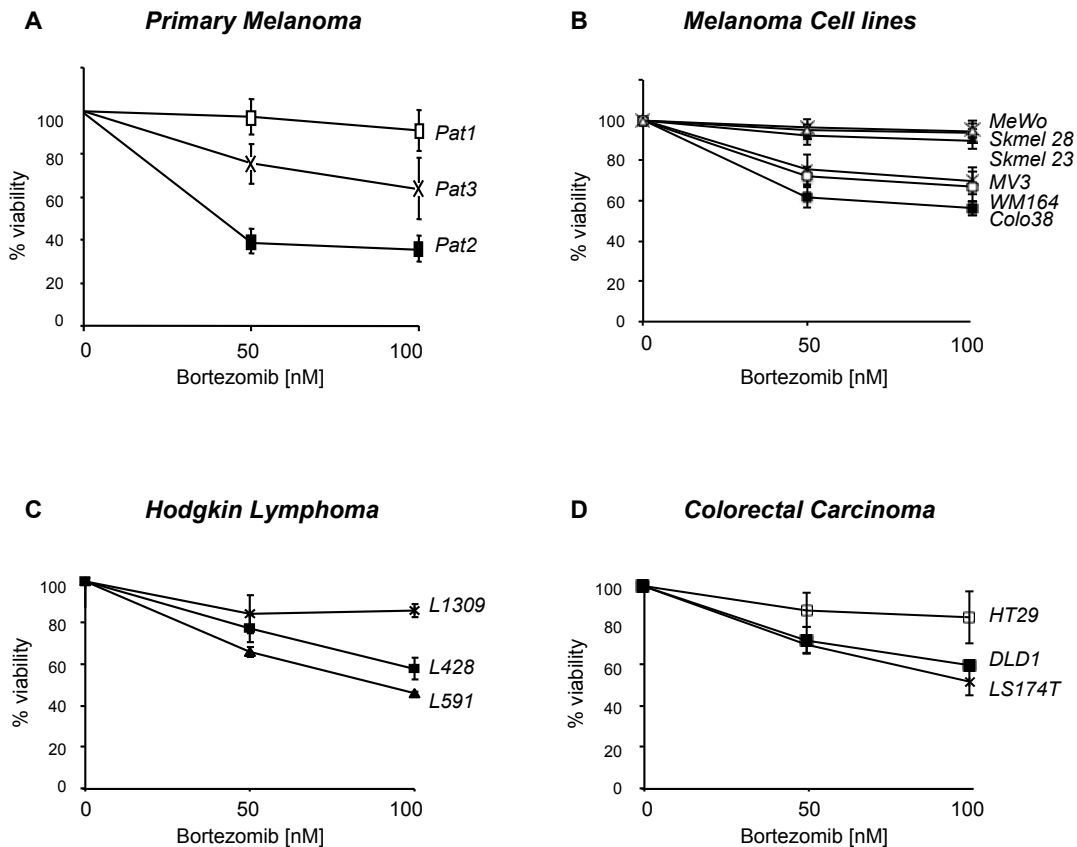 A
Primary Melanoma
100
80
60
40
20
0
% viability
Pat1
Pat3
Pat2
0 50 100
Bortezomib [nM]
B
Melanoma Cell lines
100
80
60
40
20
0
% viability
MeWo
Skmel 28
Skmel 23
MV3
WM164
Colo38
0 50 100
Bortezomib [nM]
C
Hodgkin Lymphoma
100
80
60
40
20
0
% viability
L1309
L428
L591
0 50 100
Bortezomib [nM]
D
Colorectal Carcinoma
100
80
60
40
20
0
% viability
HT29
DLD1
LS174T
0 50 100
Bortezomib [nM]